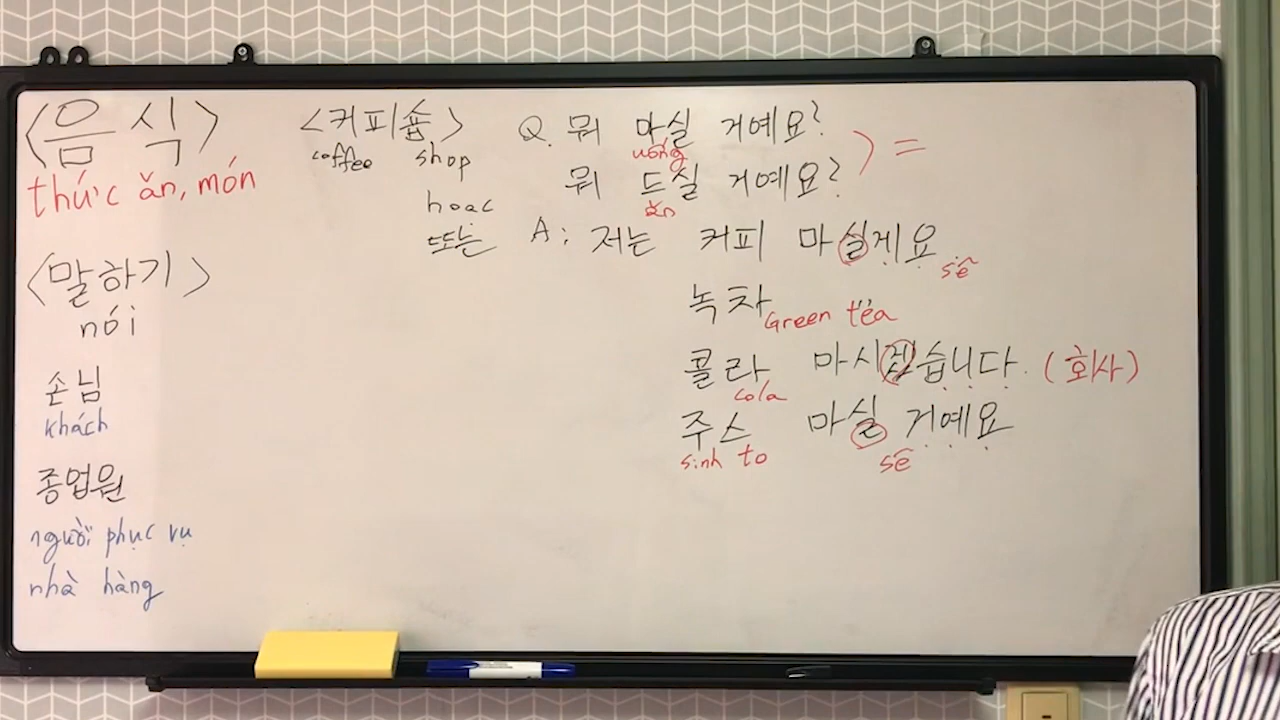 <음식>
thức ăn, món
<말하기>
nói
손님
khách
종업원
người phục vụ
nhà hàng
<커피숍>
coffee shop
hoac
또는
Q. 뭐 마실 거예요?
uống
뭐 드실 거예요?
ăn
) =
A: 저는 커피 마실게요
sẽ
녹차
Green tea
콜라 마시겠습니다. (회사)
cola
주스 마실 거예요
sinh to
sẽ